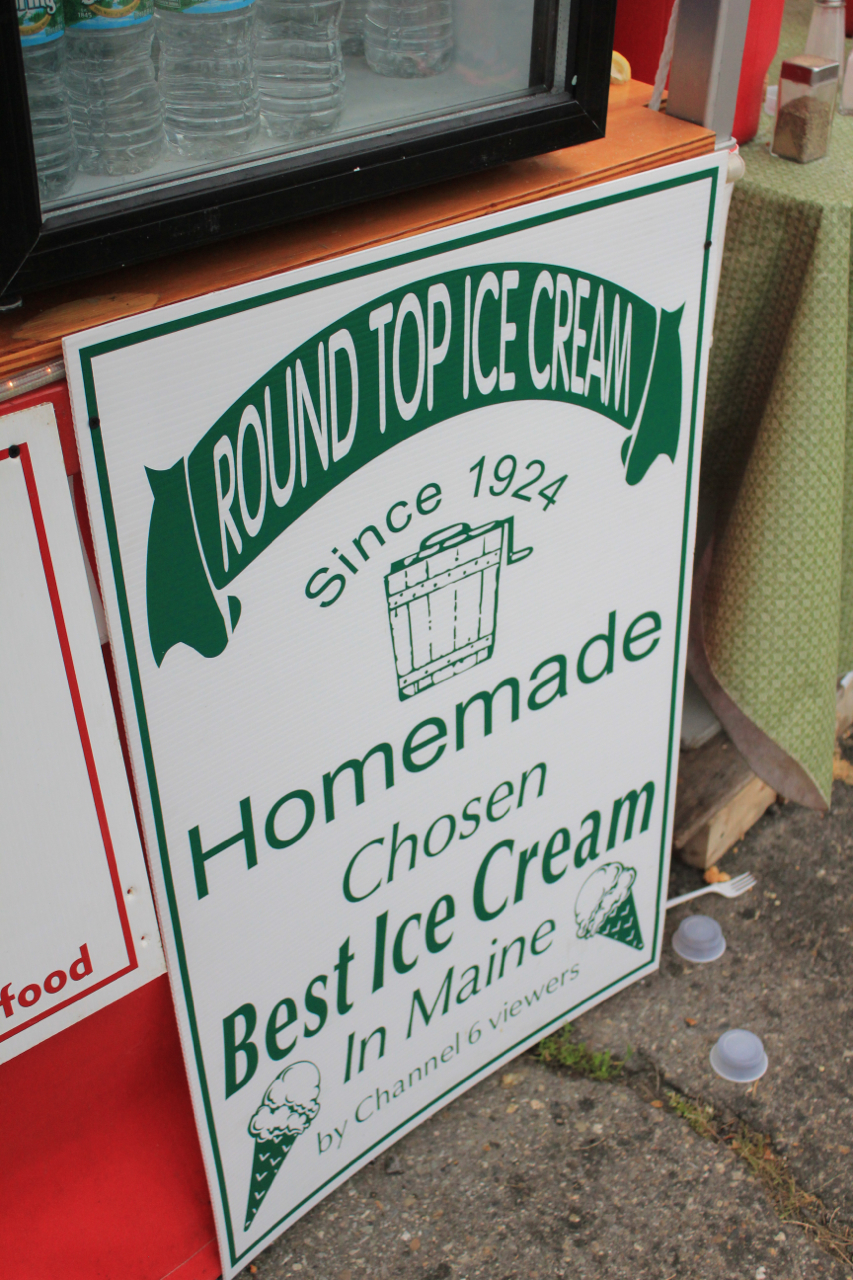 ROUND TOP ICE CREAM
Since 1924
Homemade
Chosen
Best Ice Cream
In Maine
by Channel 6 viewers
food